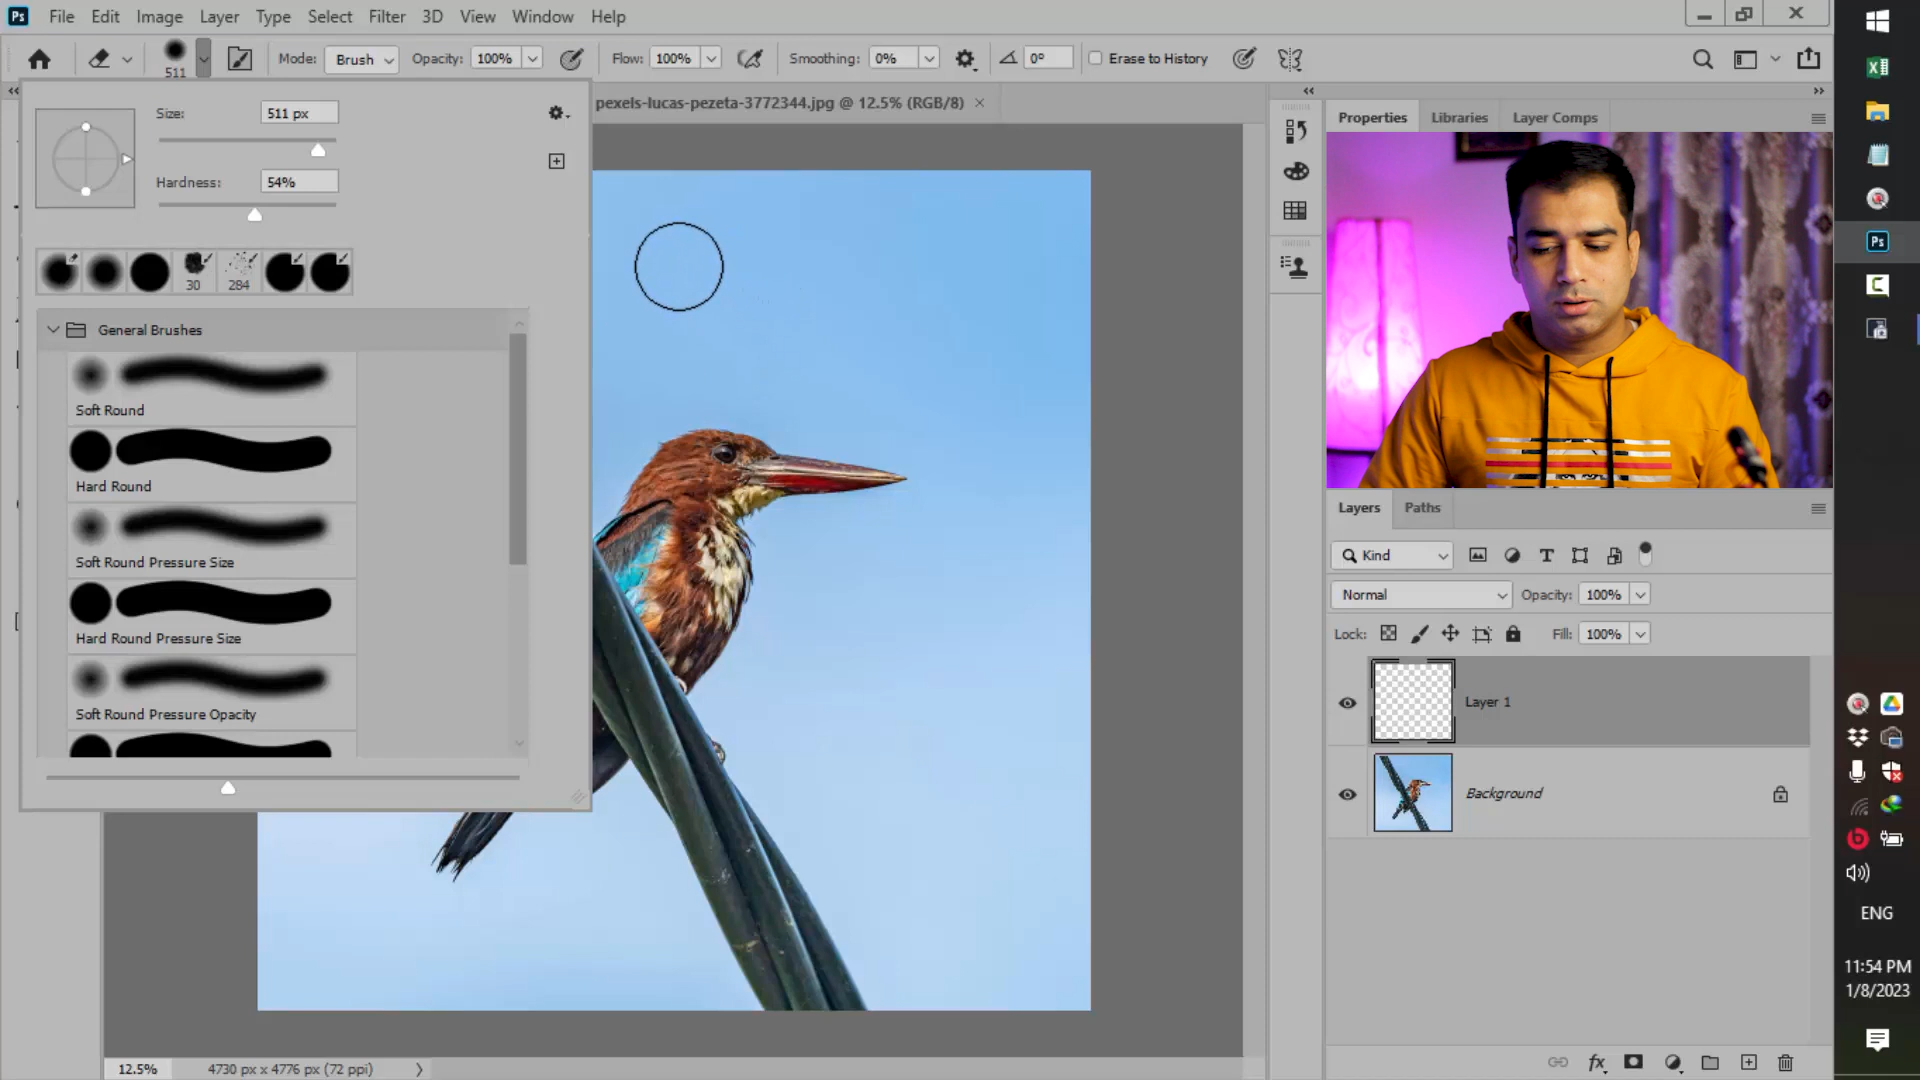 Ps File Edit Image Layer Type Select Filter 3D View Window Help
511 Mode: Brush Opacity: 100% Flow: 100% Smoothing: 0% 0° Erase to History
pexels-lucas-pezeta-3772344.jpg @ 12.5% (RGB/8)
Size: 511 px
Hardness: 54%
30 284
General Brushes
Soft Round
Hard Round
Soft Round Pressure Size
Hard Round Pressure Size
Soft Round Pressure Opacity
12.5% 4730 px x 4776 px (72 ppi)
Properties Libraries Layer Comps
Layers Paths
Kind
Normal Opacity: 100%
Lock: Fill: 100%
Layer 1
Background
fx
Ps
ENG
11:54 PM
1/8/2023